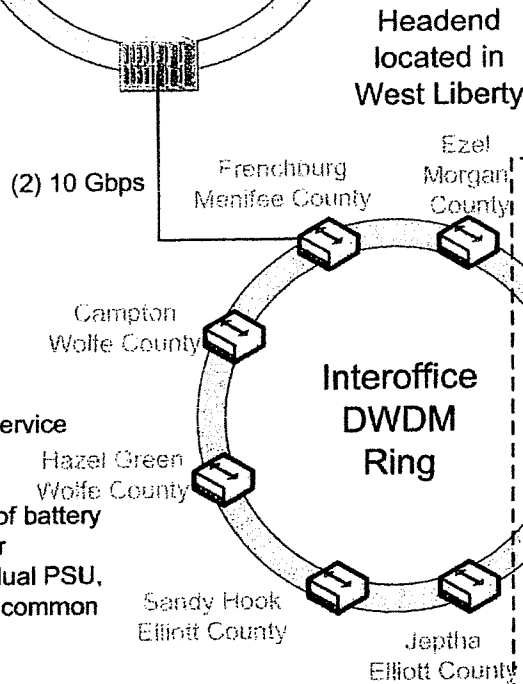 Headend
located in
West Liberty
(2) 10 Gbps
Frenchburg
Menifee County
Ezel
Morgan
County
Campton
Wolfe County
Interoffice
DWDM
Ring
ervice
Hazel Green
Wolfe County
of battery
r
dual PSU,
common
Sandy Hook
Elliott County
Jeptha
Elliott County